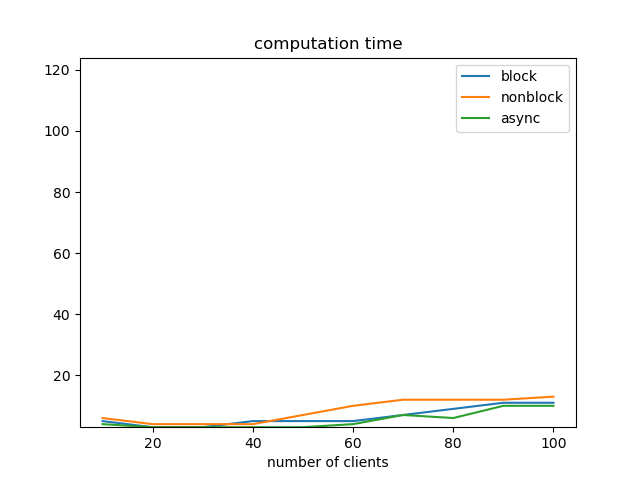 computation time
120
100
80
60
40
20
block
nonblock
async
20 40 60 80 100
number of clients